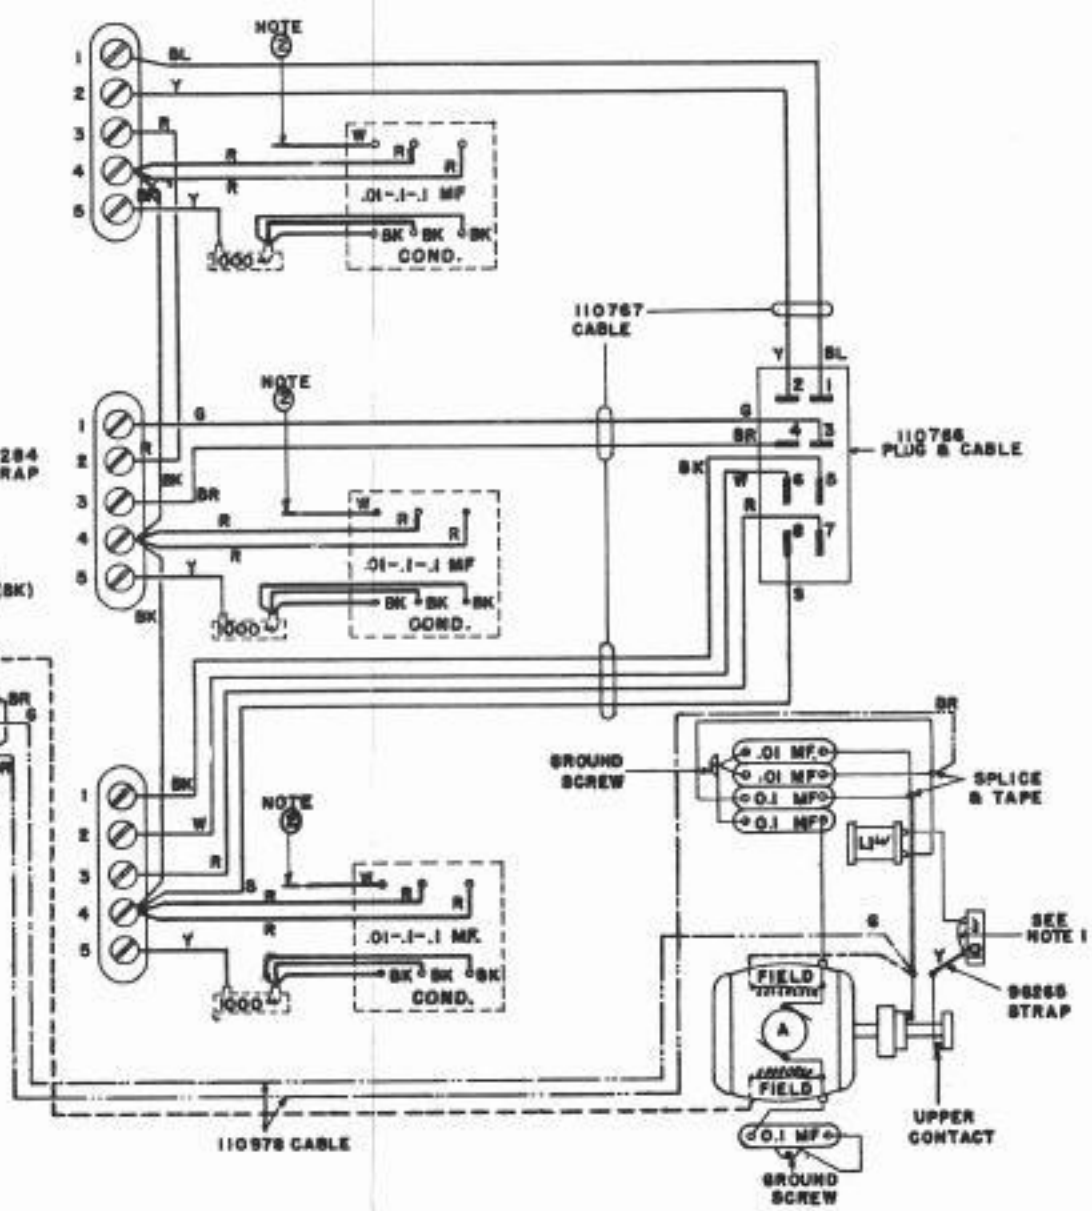 NOTE
2
1
BL
2
Y
3
R
4
R
R
W
R
R
.01-.1-.1 MF
5
Y
BK
BK
BK
COND.
1000
110767
CABLE
Y
BL
2
1
G
4
3
BR
BK
6
5
W
R
8
7
S
110766
PLUG & CABLE
NOTE
2
1
G
284
RAP
2
R
BK
3
BR
4
R
R
W
R
R
.01-.1-.1 MF
5
Y
BK
BK
BK
COND.
1000
(BK)
BK
BR
G
R
GROUND
SCREW
.01 MF.
.01 MF
0.1 MF
0.1 MF
BR
SPLICE
& TAPE
1
BK
NOTE
2
W
3
R
4
S
R
R
W
R
R
.01-.1-.1 MF.
5
Y
BK
BK
BK
COND.
1000
G
SEE
NOTE 1
Y
96265
STRAP
FIELD
A
FIELD
0.1 MF
GROUND
SCREW
UPPER
CONTACT
110978 CABLE